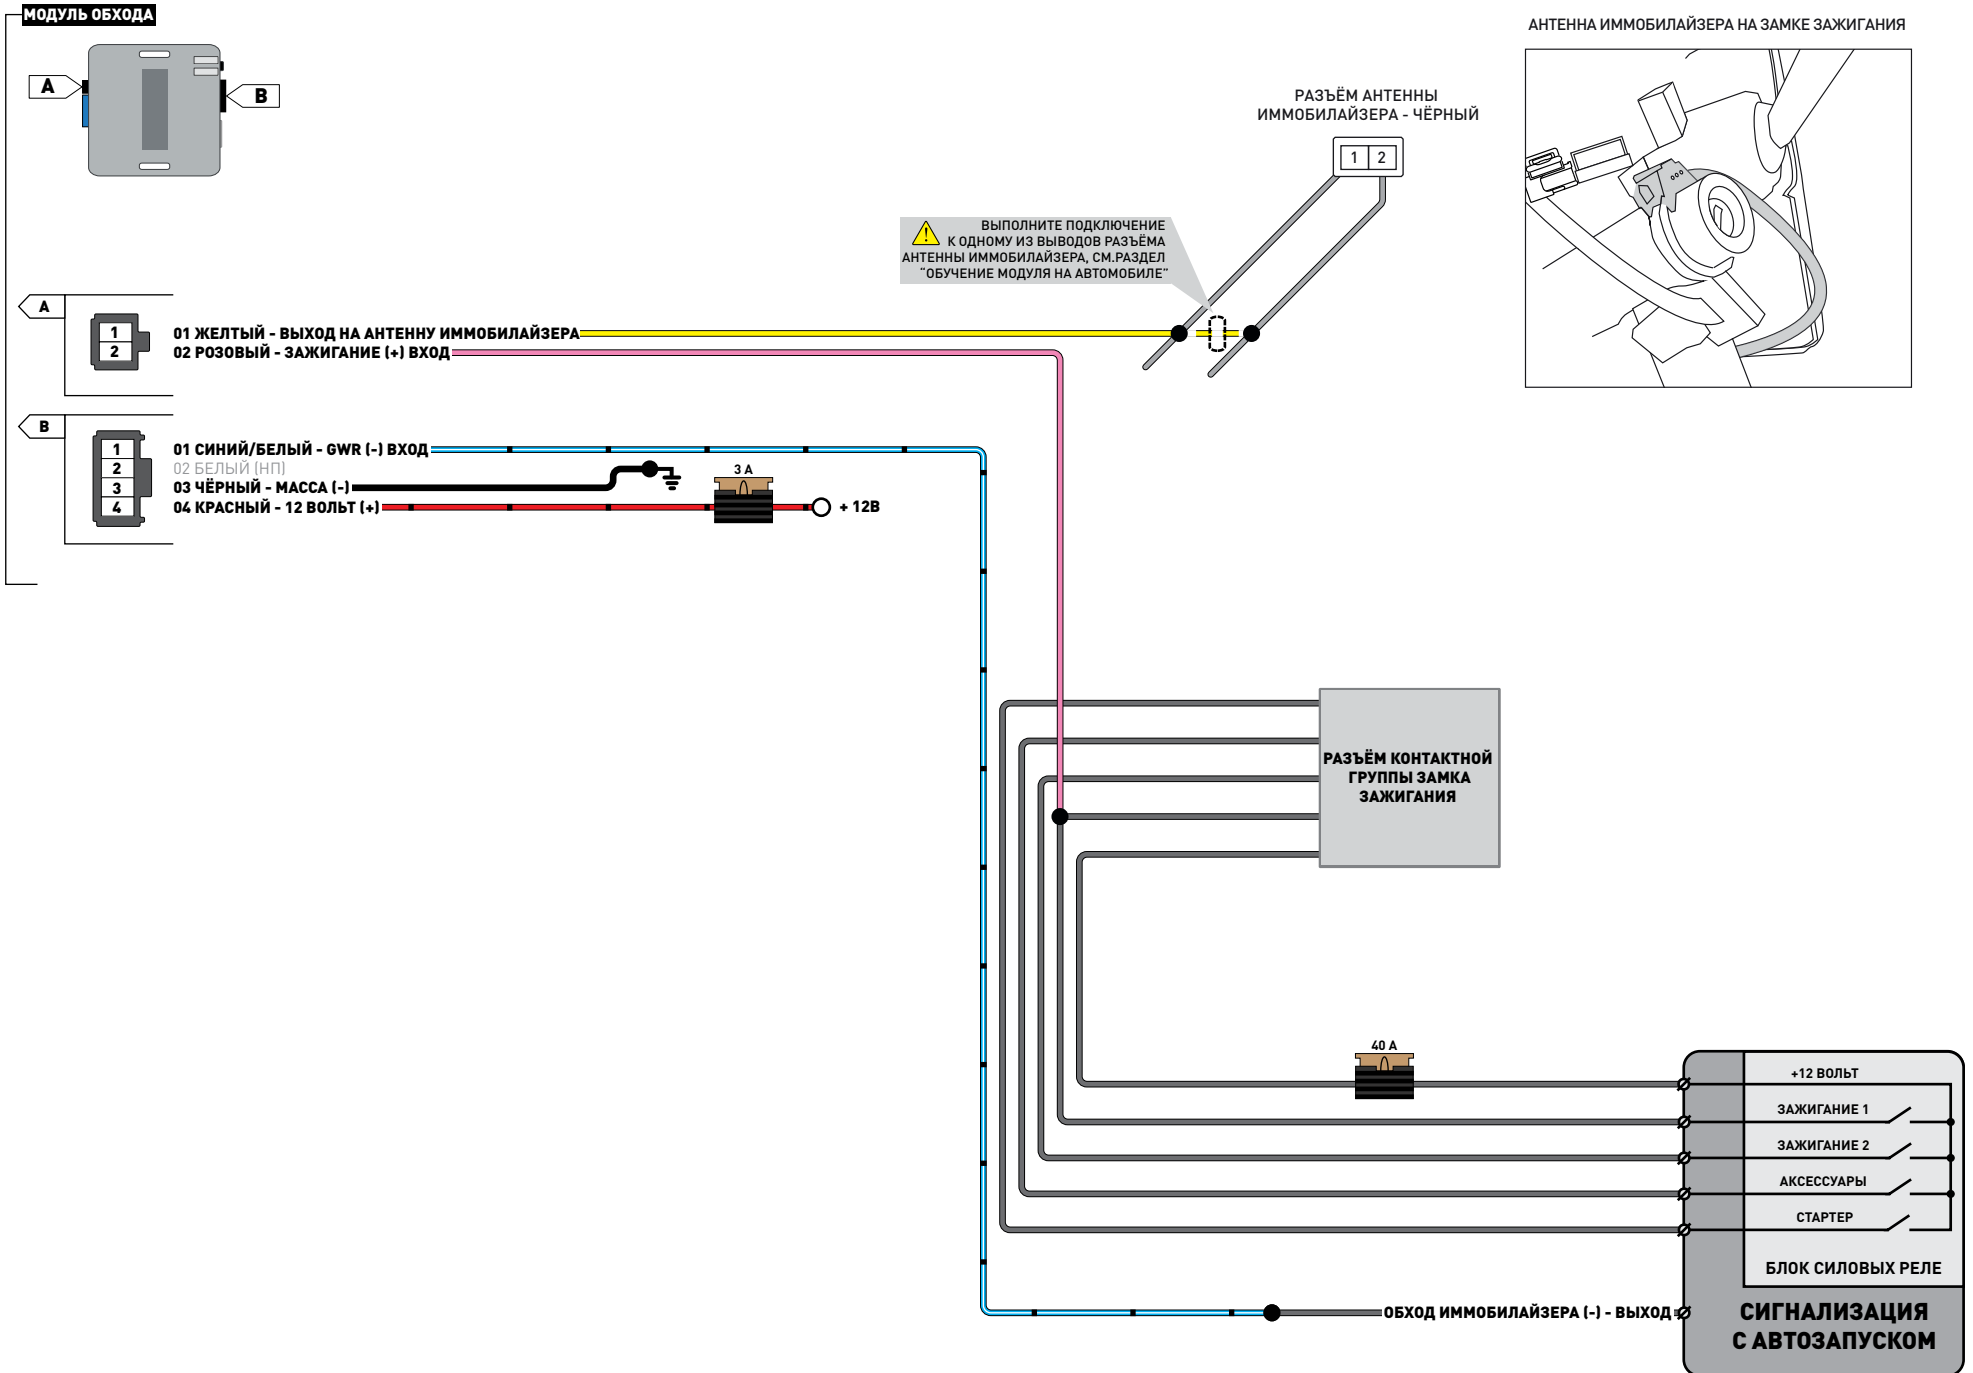 МОДУЛЬ ОБХОДА
A
B
АНТЕННА ИММОБИЛАЙЗЕРА НА ЗАМКЕ ЗАЖИГАНИЯ
РАЗЪЁМ АНТЕННЫ
ИММОБИЛАЙЗЕРА - ЧЁРНЫЙ
1 2
ВЫПОЛНИТЕ ПОДКЛЮЧЕНИЕ
К ОДНОМУ ИЗ ВЫВОДОВ РАЗЪЁМА
АНТЕННЫ ИММОБИЛАЙЗЕРА, СМ.РАЗДЕЛ
"ОБУЧЕНИЕ МОДУЛЯ НА АВТОМОБИЛЕ"
!
A
1
01 ЖЕЛТЫЙ - ВЫХОД НА АНТЕННУ ИММОБИЛАЙЗЕРА
2
02 РОЗОВЫЙ - ЗАЖИГАНИЕ (+) ВХОД
B
1
01 СИНИЙ/БЕЛЫЙ - GWR (-) ВХОД
2
02 БЕЛЫЙ (НП)
3
03 ЧЁРНЫЙ - МАССА (-)
4
04 КРАСНЫЙ - 12 ВОЛЬТ (+)
3 А
+ 12В
РАЗЪЁМ КОНТАКТНОЙ
ГРУППЫ ЗАМКА
ЗАЖИГАНИЯ
40 А
+12 ВОЛЬТ
ЗАЖИГАНИЕ 1
ЗАЖИГАНИЕ 2
АКСЕССУАРЫ
СТАРТЕР
БЛОК СИЛОВЫХ РЕЛЕ
ОБХОД ИММОБИЛАЙЗЕРА (-) - ВЫХОД
СИГНАЛИЗАЦИЯ
С АВТОЗАПУСКОМ